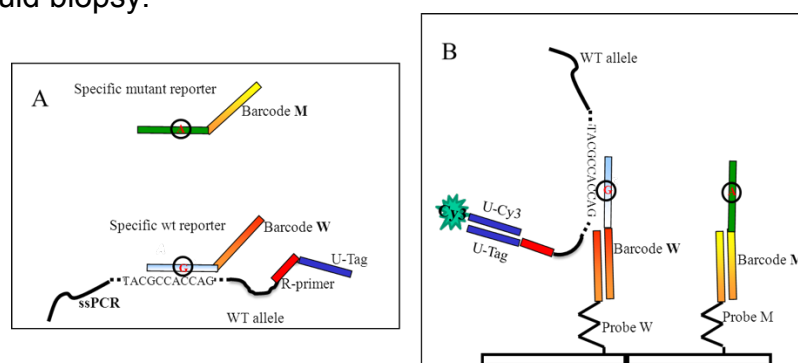 uid biopsy.
A
Specific mutant reporter
A
Barcode M
Specific wt reporter
Barcode W
G
U-Tag
TACGCCACCAG
R-primer
ssPCR
WT allele
B
WT allele
TACGCCACCAG
G
A
Cy3
U-Cy3
U-Tag
Barcode W
Barcode M
Probe W
Probe M